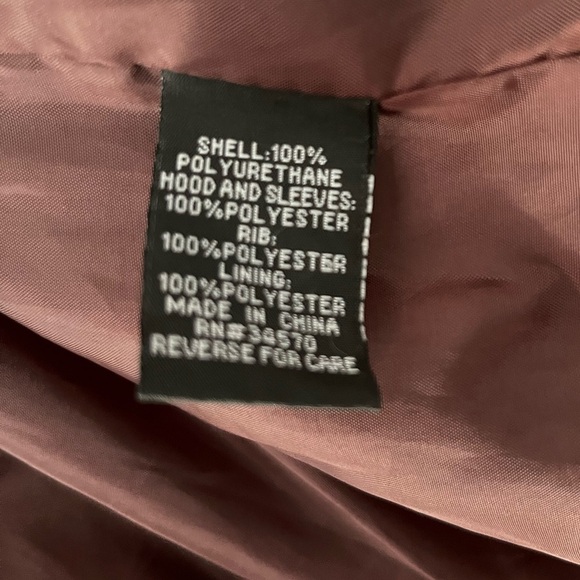 SHELL:100%
POLYURETHANE
HOOD AND SLEEVES:
100%POLYESTER
RIB:
100%POLYESTER
LINING:
100%POLYESTER
MADE IN CHINA
RN#36570
REVERSE FOR CARE